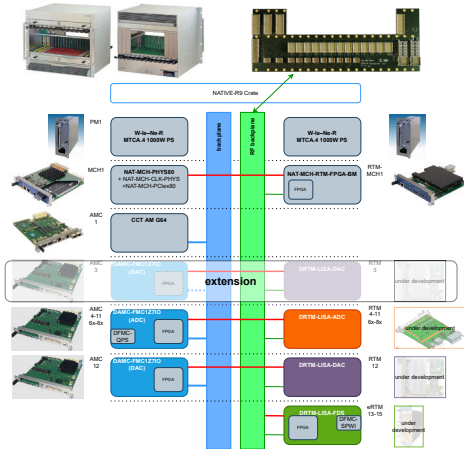 NATIVE-R9 Crate
backplane
RF backplane
PM1
W-Ie-Ne-R
MTCA.4 1000W PS
W-Ie-Ne-R
MTCA.4 1000W PS
MCH1
NAT-MCH-PHYS80
+ NAT-MCH-CLK-PHYS
+NAT-MCH-PCIex80
NAT-MCH-RTM-FPGA-BM
FPGA
RTM-
MCH1
AMC
1
CCT AM G64
AMC
3
DAMC-FMC1Z7IO
(DAC)
FPGA
extension
DRTM-LISA-DAC
RTM
3
under development
AMC
4-11
6x-8x
DAMC-FMC1Z7IO
(ADC)
DFMC-
QPS
FPGA
DRTM-LISA-ADC
RTM
4-11
6x-8x
under development
AMC
12
DAMC-FMC1Z7IO
(DAC)
FPGA
DRTM-LISA-DAC
RTM
12
under development
DRTM-LISA-FDS
FPGA
DFMC-
SPWI
eRTM
13-15
under
development